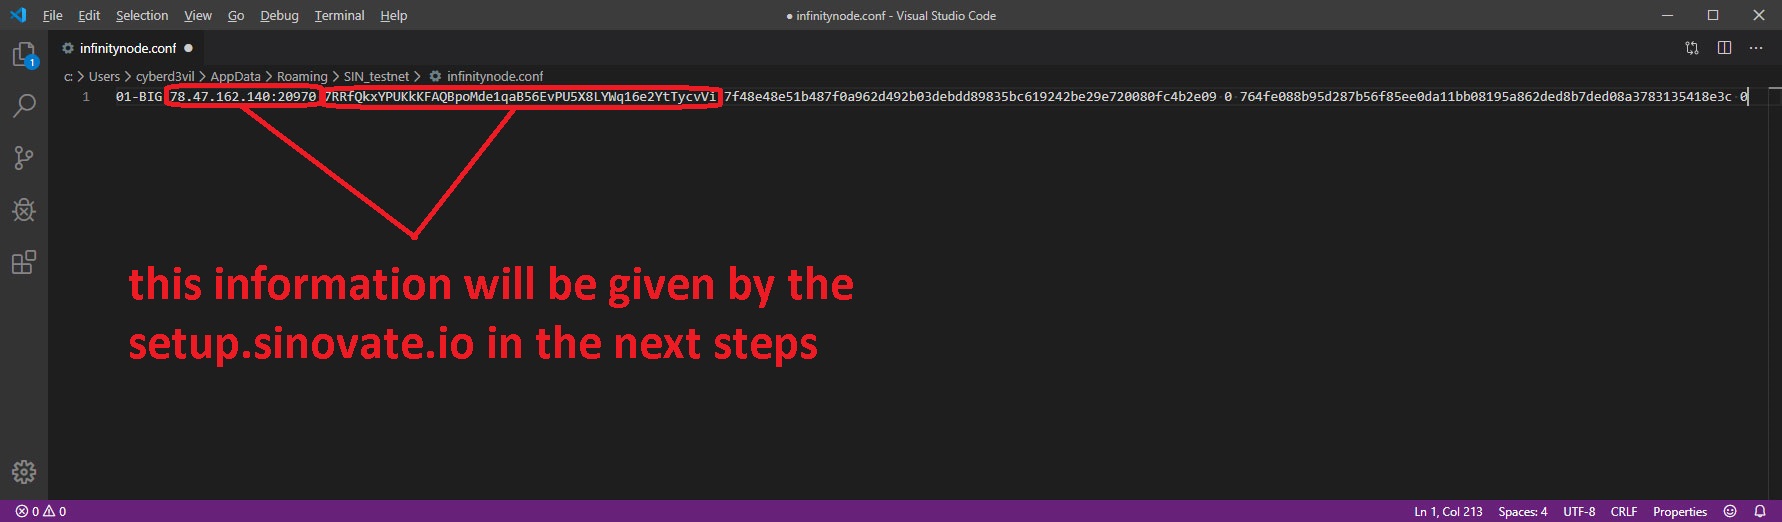 File Edit Selection View Go Debug Terminal Help
● infinitynode.conf - Visual Studio Code
infinitynode.conf ●
c: > Users > cyberd3vil > AppData > Roaming > SIN_testnet > infinitynode.conf
1 01-BIG 78.47.162.140:20970 7RRfQkxYPUKkKFAQBpoMde1qaB56EvPU5X8LYWq16e2YtTycvVi 7f48e48e51b487f0a962d492b03debdd89835bc619242be29e720080fc4b2e09 0 764fe088b95d287b56f85ee0da11bb08195a862ded8b7ded08a3783135418e3c 0
1
this information will be given by the
setup.sinovate.io in the next steps
0 0 Ln 1, Col 213 Spaces: 4 UTF-8 CRLF Properties